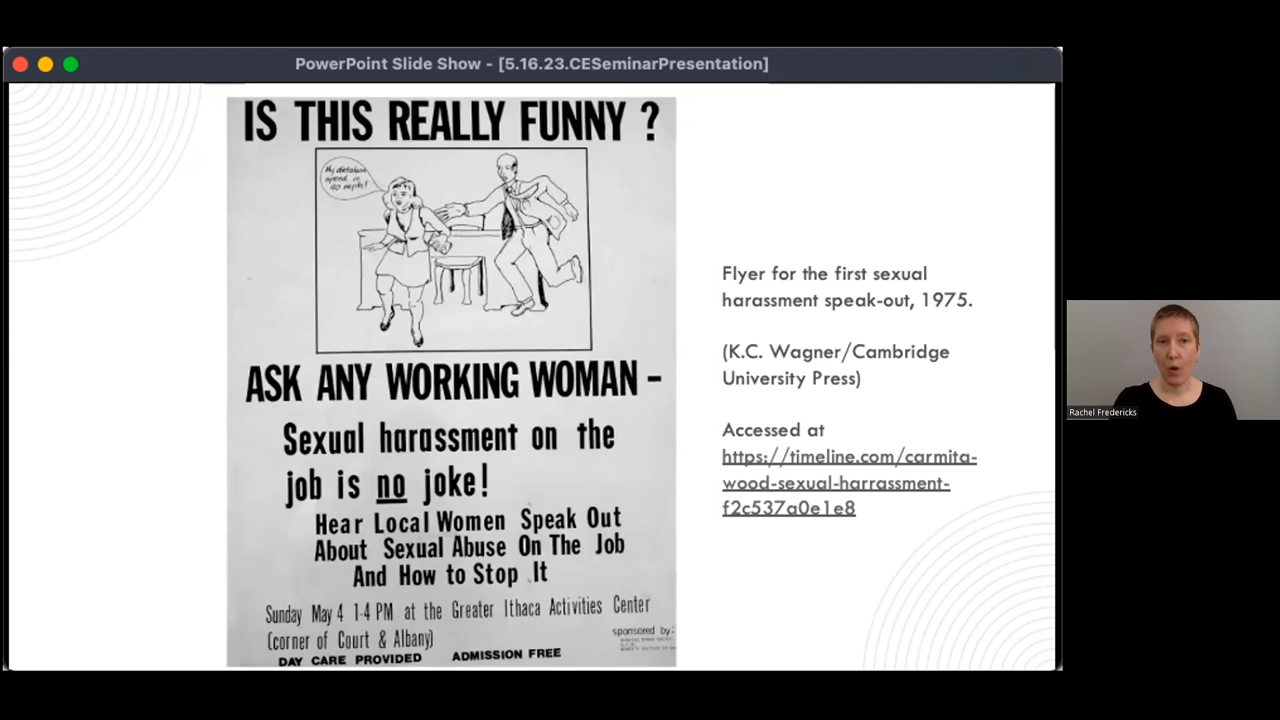 PowerPoint Slide Show - [5.16.23.CESeminarPresentation]
IS THIS REALLY FUNNY ?
My dictation
speed is
40 mph!
ASK ANY WORKING WOMAN -
Sexual harassment on the
job is no joke!
Hear Local Women Speak Out
About Sexual Abuse On The Job
And How to Stop It
Sunday May 4 1-4 PM at the Greater Ithaca Activities Center
(corner of Court & Albany)
sponsored by:
DAY CARE PROVIDED ADMISSION FREE
Flyer for the first sexual
harassment speak-out, 1975.
(K.C. Wagner/Cambridge
University Press)
Accessed at
https://timeline.com/carmita-
wood-sexual-harrassment-
f2c537a0e1e8
Rachel Fredericks